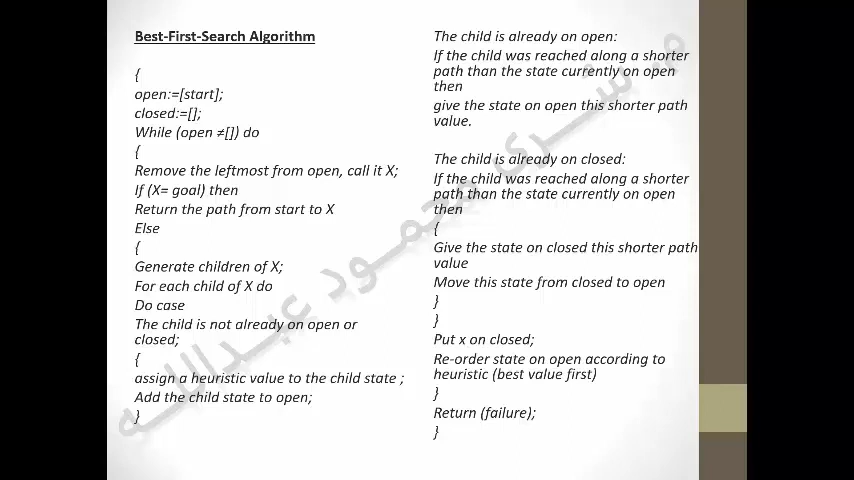 Best-First-Search Algorithm
{
open:=[start];
closed:=[];
While (open ≠[]) do
{
Remove the leftmost from open, call it X;
If (X= goal) then
Return the path from start to X
Else
{
Generate children of X;
For each child of X do
Do case
The child is not already on open or
closed;
{
assign a heuristic value to the child state ;
Add the child state to open;
}
The child is already on open:
If the child was reached along a shorter
path than the state currently on open
then
give the state on open this shorter path
value.
The child is already on closed:
If the child was reached along a shorter
path than the state currently on open
then
{
Give the state on closed this shorter path
value
Move this state from closed to open
}
}
Put x on closed;
Re-order state on open according to
heuristic (best value first)
}
Return (failure);
}
م. بشرى محمود عبدالله